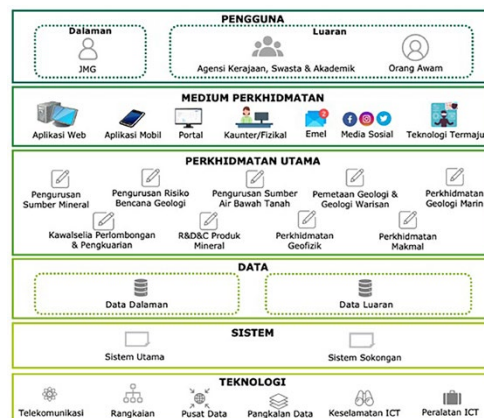 PENGGUNA
Dalaman
Luaran
JMG
Agensi Kerajaan, Swasta & Akademik
Orang Awam
MEDIUM PERKHIDMATAN
Aplikasi Web
Aplikasi Mobil
Portal
Kaunter/Fizikal
Emel
Media Sosial
Teknologi Termaju
PERKHIDMATAN UTAMA
Pengurusan
Sumber Mineral
Pengurusan Risiko
Bencana Geologi
Pengurusan Sumber
Air Bawah Tanah
Pemetaan Geologi &
Geologi Warisan
Perkhidmatan
Geologi Marin
Kawalselia Perlombongan
& Pengkuarian
R&D&C Produk
Mineral
Perkhidmatan
Geofizik
Perkhidmatan
Makmal
DATA
Data Dalaman
Data Luaran
SISTEM
Sistem Utama
Sistem Sokongan
TEKNOLOGI
Telekomunikasi
Rangkaian
Pusat Data
Pangkalan Data
Keselamatan ICT
Peralatan ICT